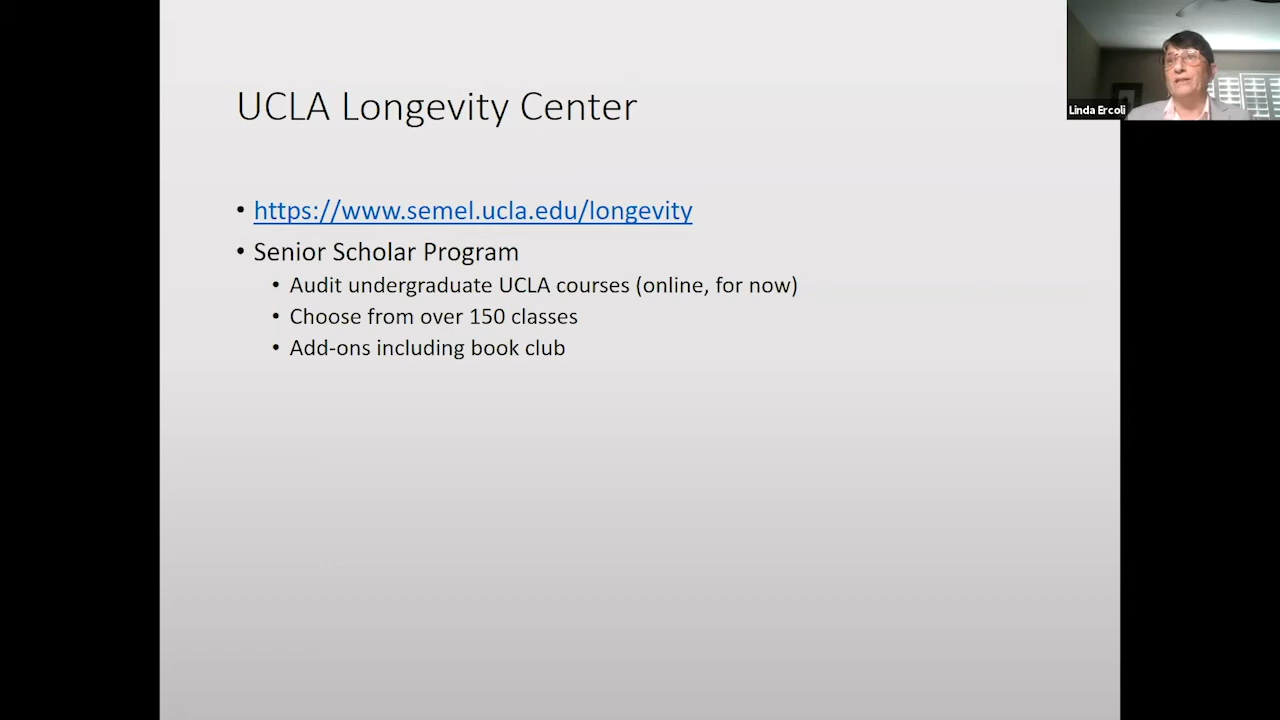 UCLA Longevity Center
Linda Ercoli
• https://www.semel.ucla.edu/longevity
• Senior Scholar Program
• Audit undergraduate UCLA courses (online, for now)
• Choose from over 150 classes
• Add-ons including book club